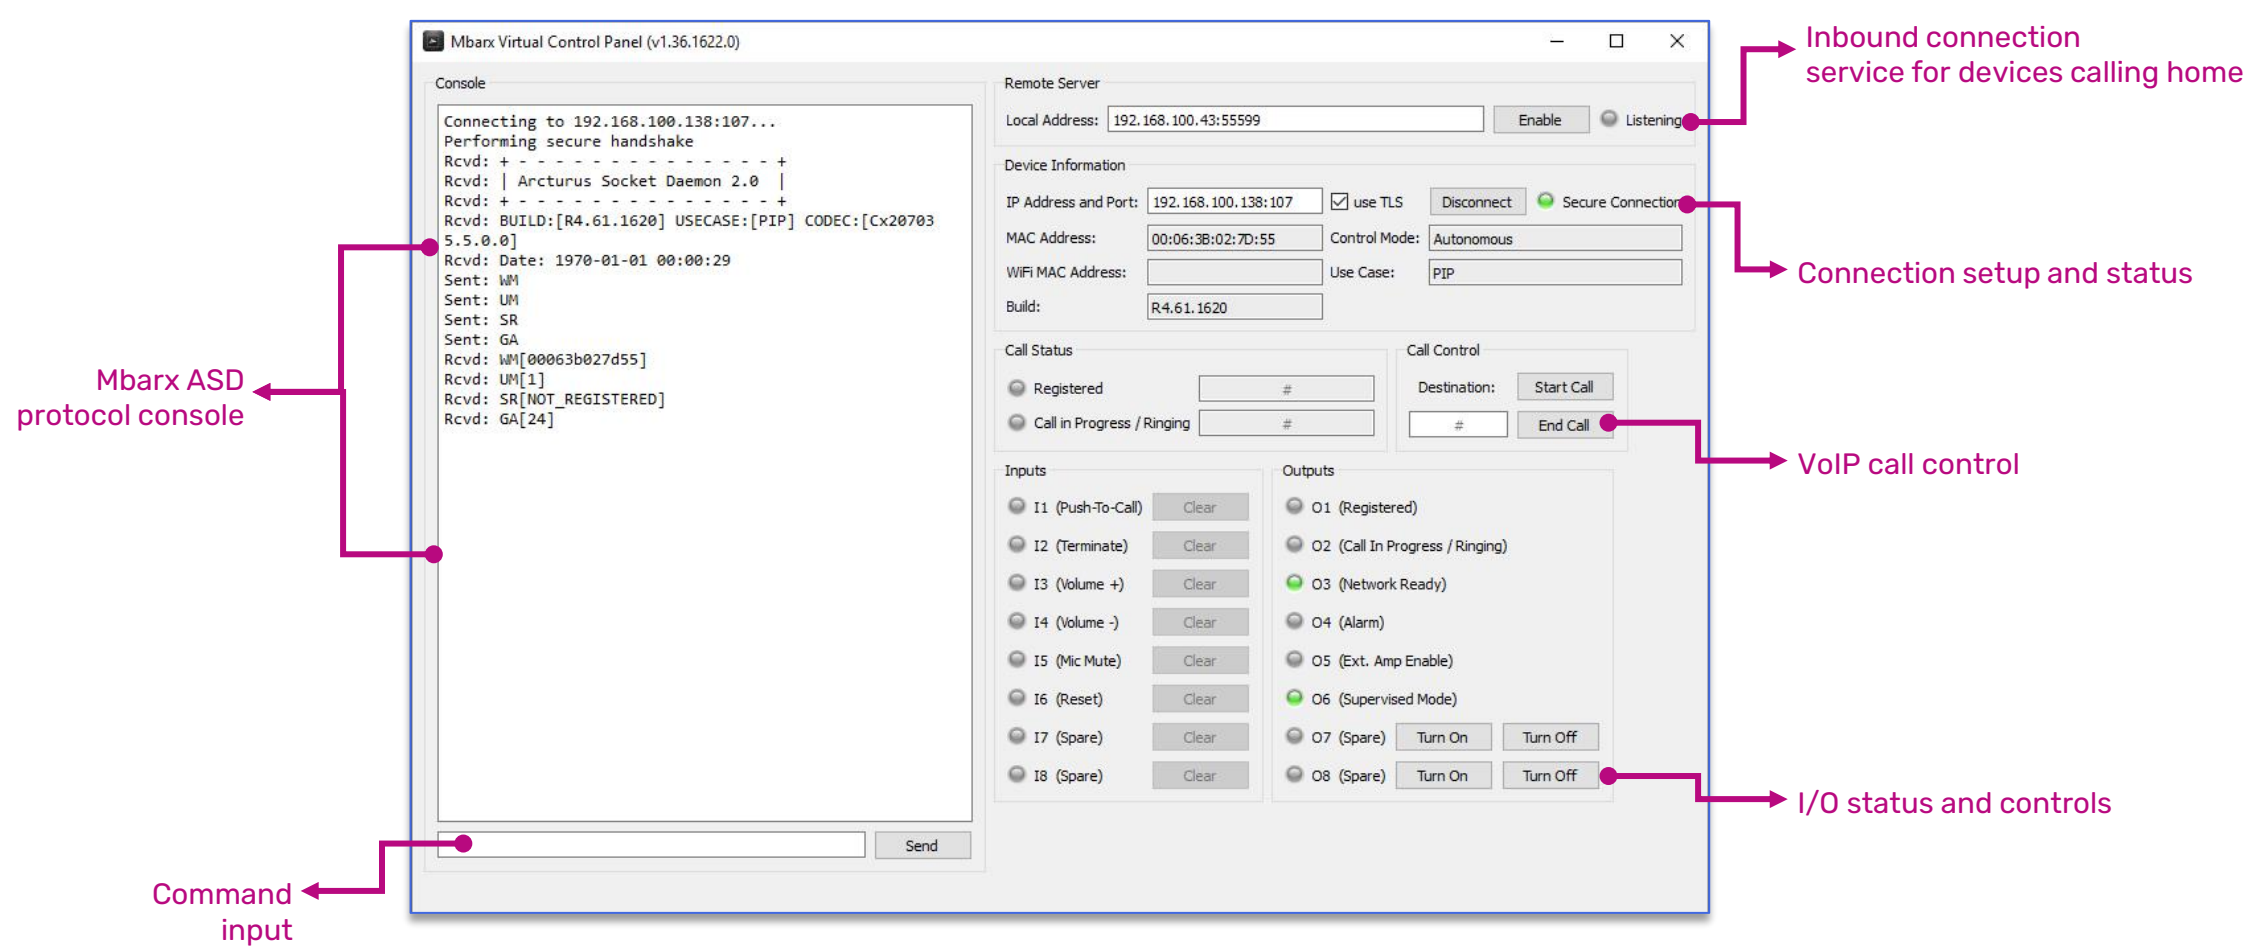 Mbarx Virtual Control Panel (v1.36.1622.0)
Console
Connecting to 192.168.100.138:107...
Performing secure handshake
Rcvd: + - - - - - - - - - - - - - - - +
Rcvd: | Arcturus Socket Daemon 2.0 |
Rcvd: + - - - - - - - - - - - - - - - +
Rcvd: BUILD:[R4.61.1620] USECASE:[PIP] CODEC:[Cx20703
5.5.0.0]
Rcvd: Date: 1970-01-01 00:00:29
Sent: WM
Sent: UM
Sent: SR
Sent: GA
Rcvd: WM[00063b027d55]
Rcvd: UM[1]
Rcvd: SR[NOT_REGISTERED]
Rcvd: GA[24]
Send
Remote Server
Local Address: 192.168.100.43:55599 Enable Listening
Device Information
IP Address and Port: 192.168.100.138:107 use TLS Disconnect Secure Connection
MAC Address: 00:06:3B:02:7D:55 Control Mode: Autonomous
WiFi MAC Address: Use Case: PIP
Build: R4.61.1620
Call Status
Registered #
Call in Progress / Ringing #
Call Control
Destination: Start Call
# End Call
Inputs
I1 (Push-To-Call) Clear
I2 (Terminate) Clear
I3 (Volume +) Clear
I4 (Volume -) Clear
I5 (Mic Mute) Clear
I6 (Reset) Clear
I7 (Spare) Clear
I8 (Spare) Clear
Outputs
O1 (Registered)
O2 (Call In Progress / Ringing)
O3 (Network Ready)
O4 (Alarm)
O5 (Ext. Amp Enable)
O6 (Supervised Mode)
O7 (Spare) Turn On Turn Off
O8 (Spare) Turn On Turn Off
Mbarx ASD
protocol console
Command
input
Inbound connection
service for devices calling home
Connection setup and status
VoIP call control
I/O status and controls